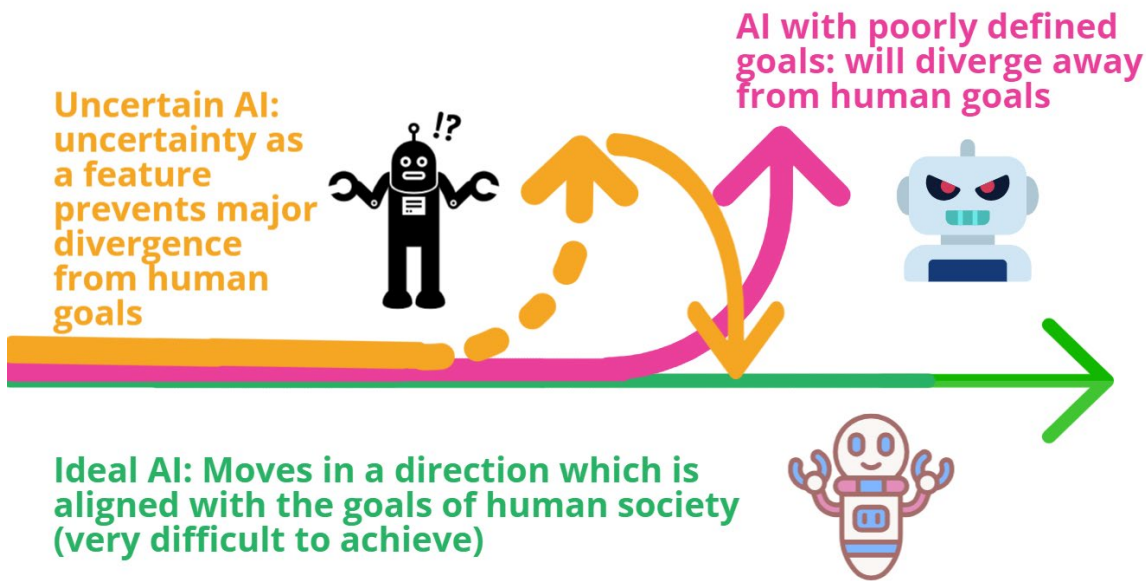 AI with poorly defined
goals: will diverge away
from human goals
Uncertain AI:
uncertainty as
a feature
prevents major
divergence
from human
goals
!?
Ideal AI: Moves in a direction which is
aligned with the goals of human society
(very difficult to achieve)